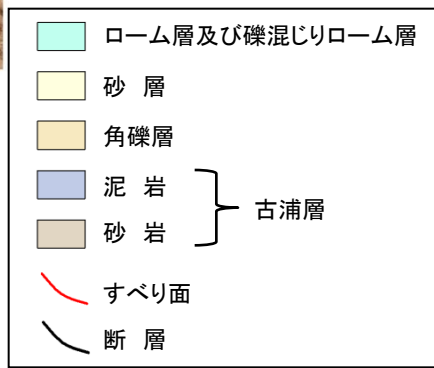 ローム層及び礫混じりローム層
砂 層
角礫層
泥 岩
古浦層
砂 岩
すべり面
断 層